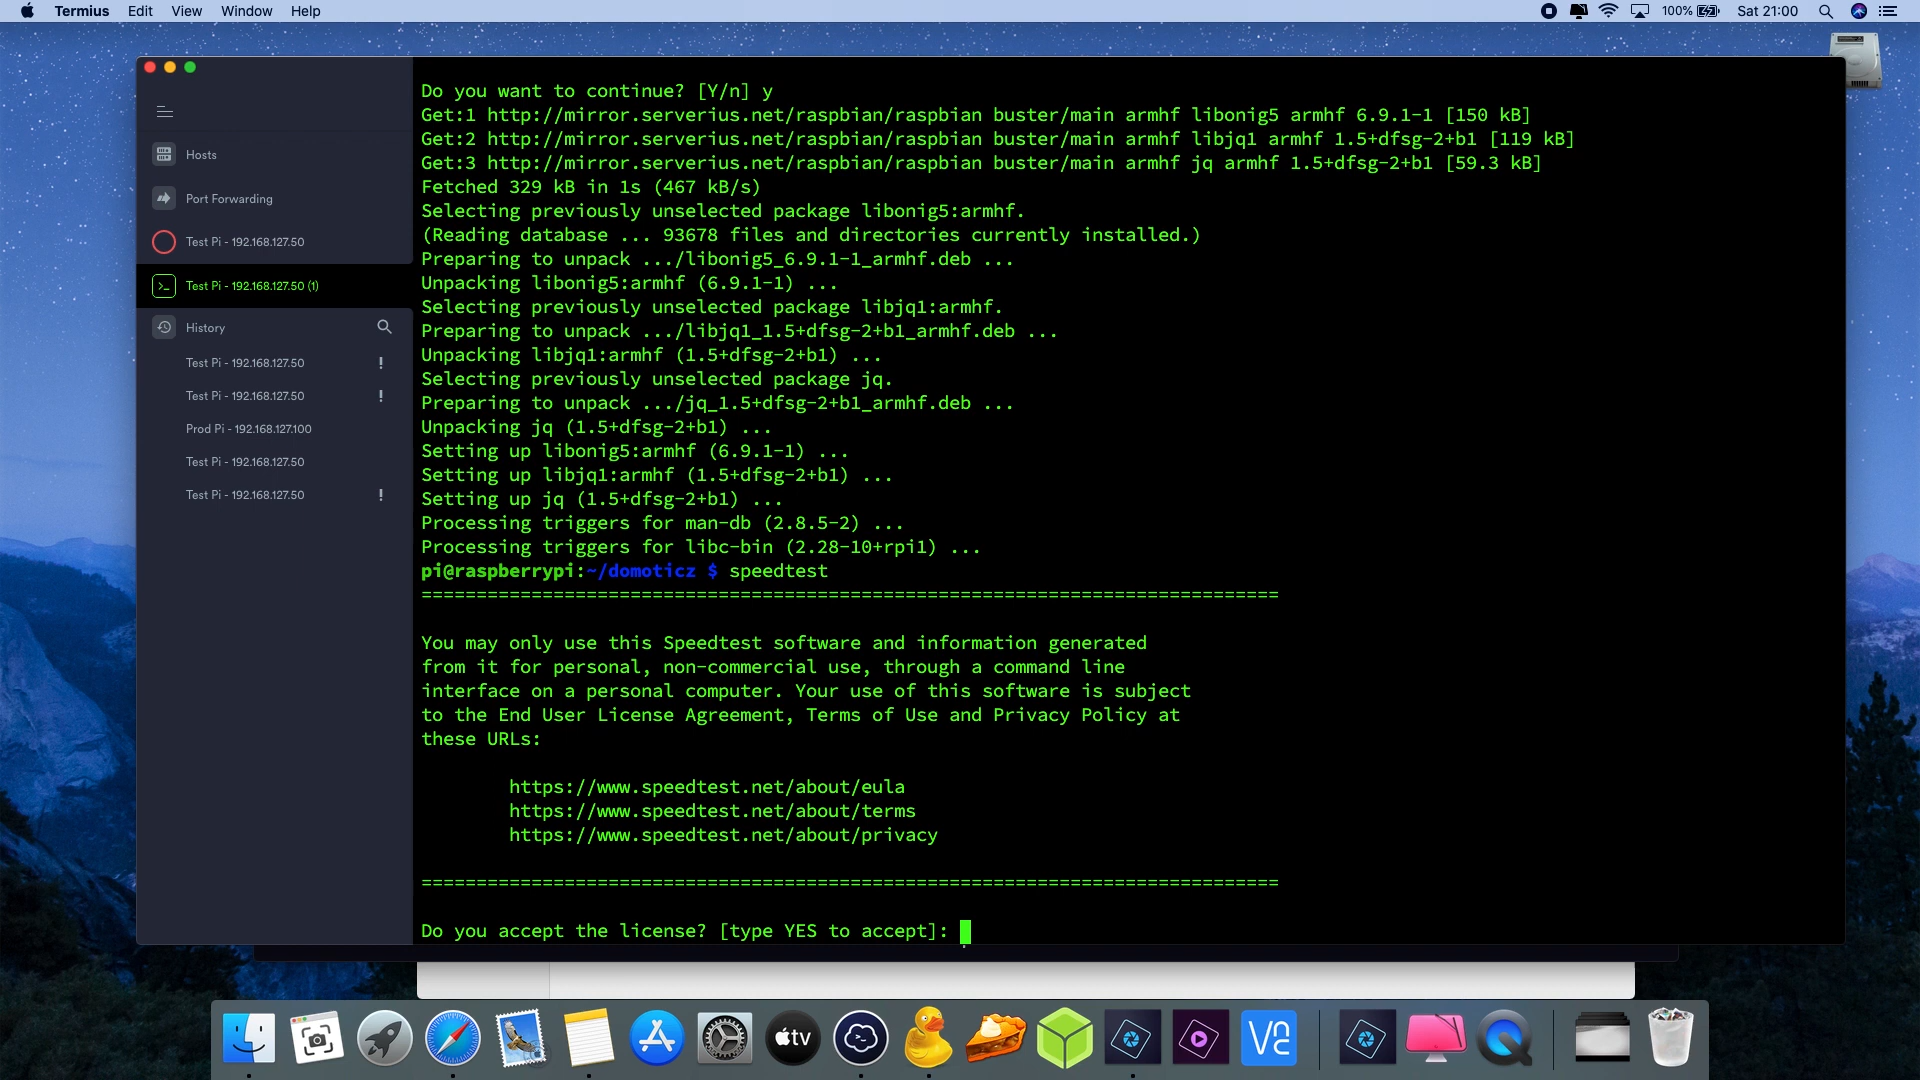 Termius Edit View Window Help
100% Sat 21:00
Hosts
Port Forwarding
Test Pi - 192.168.127.50
Test Pi - 192.168.127.50 (1)
History
Test Pi - 192.168.127.50 !
Test Pi - 192.168.127.50 !
Prod Pi - 192.168.127.100
Test Pi - 192.168.127.50
Test Pi - 192.168.127.50 !
Do you want to continue? [Y/n] y
Get:1 http://mirror.serverius.net/raspbian/raspbian buster/main armhf libonig5 armhf 6.9.1-1 [150 kB]
Get:2 http://mirror.serverius.net/raspbian/raspbian buster/main armhf libjq1 armhf 1.5+dfsg-2+b1 [119 kB]
Get:3 http://mirror.serverius.net/raspbian/raspbian buster/main armhf jq armhf 1.5+dfsg-2+b1 [59.3 kB]
Fetched 329 kB in 1s (467 kB/s)
Selecting previously unselected package libonig5:armhf.
(Reading database ... 93678 files and directories currently installed.)
Preparing to unpack .../libonig5_6.9.1-1_armhf.deb ...
Unpacking libonig5:armhf (6.9.1-1) ...
Selecting previously unselected package libjq1:armhf.
Preparing to unpack .../libjq1_1.5+dfsg-2+b1_armhf.deb ...
Unpacking libjq1:armhf (1.5+dfsg-2+b1) ...
Selecting previously unselected package jq.
Preparing to unpack .../jq_1.5+dfsg-2+b1_armhf.deb ...
Unpacking jq (1.5+dfsg-2+b1) ...
Setting up libonig5:armhf (6.9.1-1) ...
Setting up libjq1:armhf (1.5+dfsg-2+b1) ...
Setting up jq (1.5+dfsg-2+b1) ...
Processing triggers for man-db (2.8.5-2) ...
Processing triggers for libc-bin (2.28-10+rpi1) ...
pi@raspberrypi:~/domoticz $ speedtest
==============================================================================
You may only use this Speedtest software and information generated
from it for personal, non-commercial use, through a command line
interface on a personal computer. Your use of this software is subject
to the End User License Agreement, Terms of Use and Privacy Policy at
these URLs:
https://www.speedtest.net/about/eula
https://www.speedtest.net/about/terms
https://www.speedtest.net/about/privacy
==============================================================================
Do you accept the license? [type YES to accept]:
tv